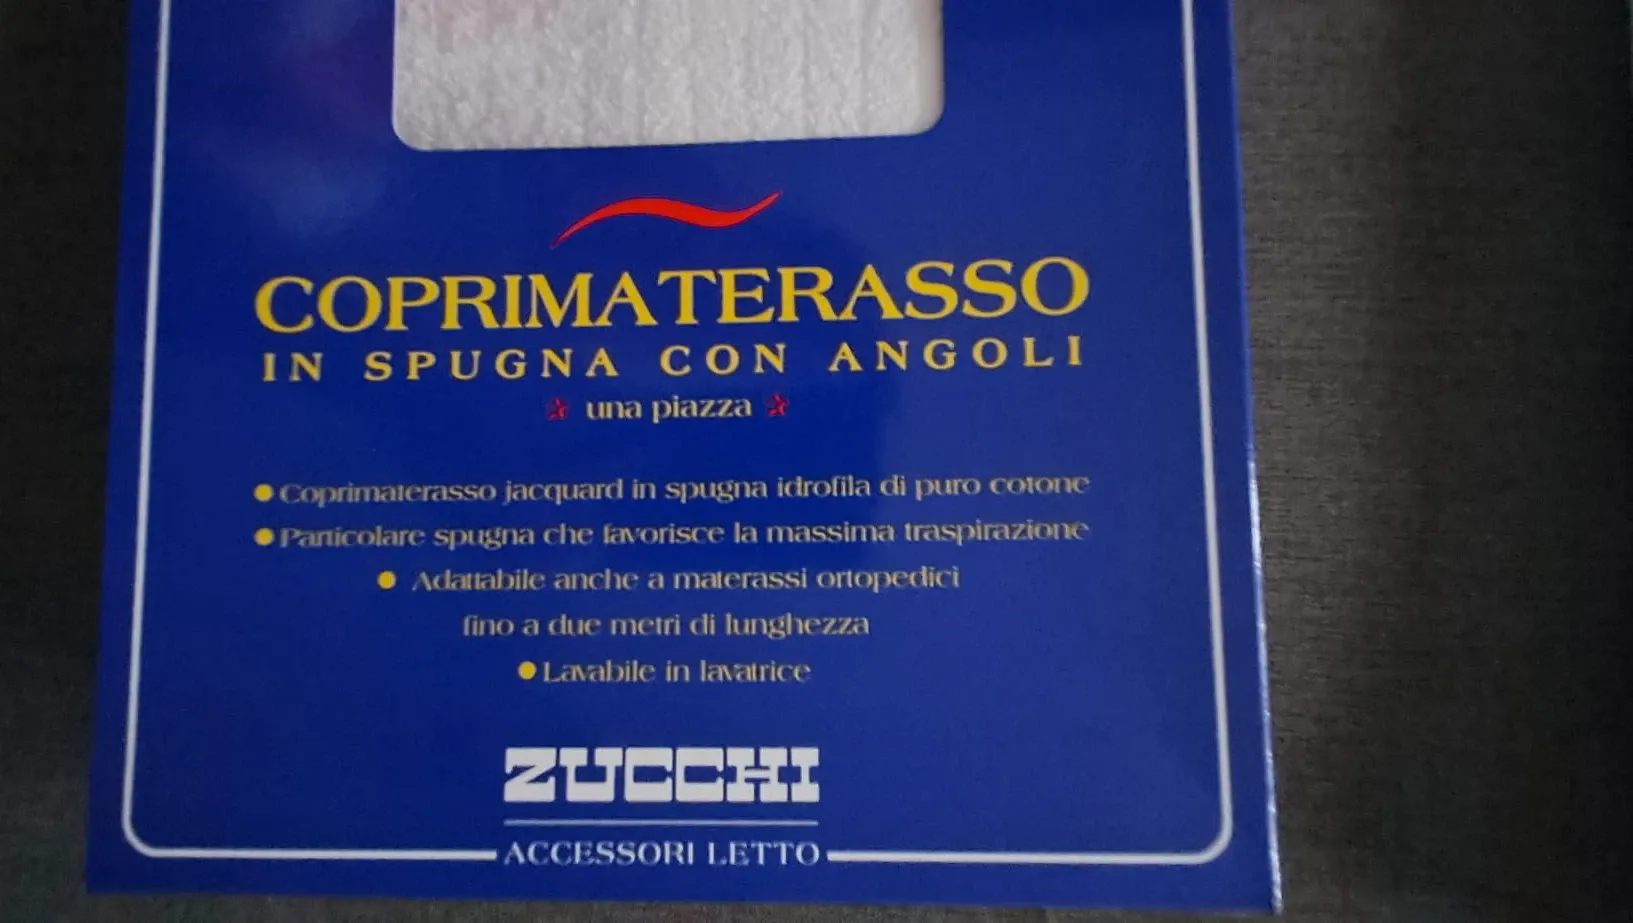 COPRIMATERASSO
IN SPUGNA CON ANGOLI
una piazza
Coprimaterasso jacquard in spugna idrofila di puro cotone
Particolare spugna che favorisce la massima traspirazione
Adattabile anche a materassi ortopedici
fino a due metri di lunghezza
Lavabile in lavatrice
ZUCCHI
ACCESSORI LETTO